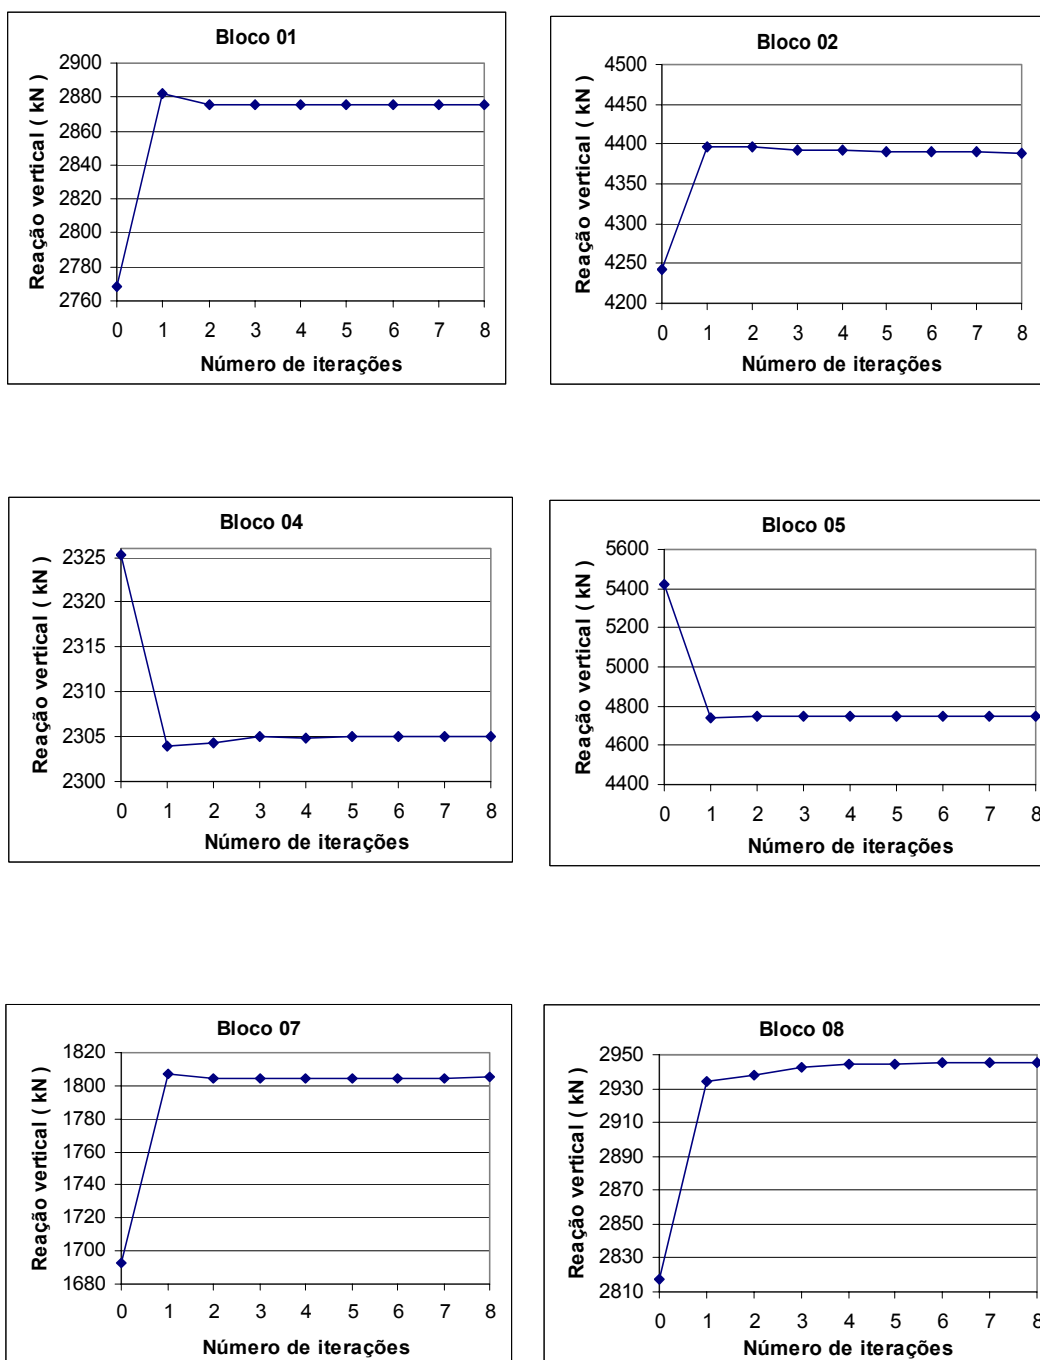 Bloco 01
Reação vertical ( kN )
2900
2880
2860
2840
2820
2800
2780
2760
0 1 2 3 4 5 6 7 8
Número de iterações
Bloco 02
Reação vertical ( kN )
4500
4450
4400
4350
4300
4250
4200
0 1 2 3 4 5 6 7 8
Número de iterações
Bloco 04
Reação vertical ( kN )
2325
2320
2315
2310
2305
2300
0 1 2 3 4 5 6 7 8
Número de iterações
Bloco 05
Reação vertical ( kN )
5600
5400
5200
5000
4800
4600
4400
0 1 2 3 4 5 6 7 8
Número de iterações
Bloco 07
Reação vertical ( kN )
1820
1800
1780
1760
1740
1720
1700
1680
0 1 2 3 4 5 6 7 8
Número de iterações
Bloco 08
Reação vertical ( kN )
2950
2930
2910
2890
2870
2850
2830
2810
0 1 2 3 4 5 6 7 8
Número de iterações